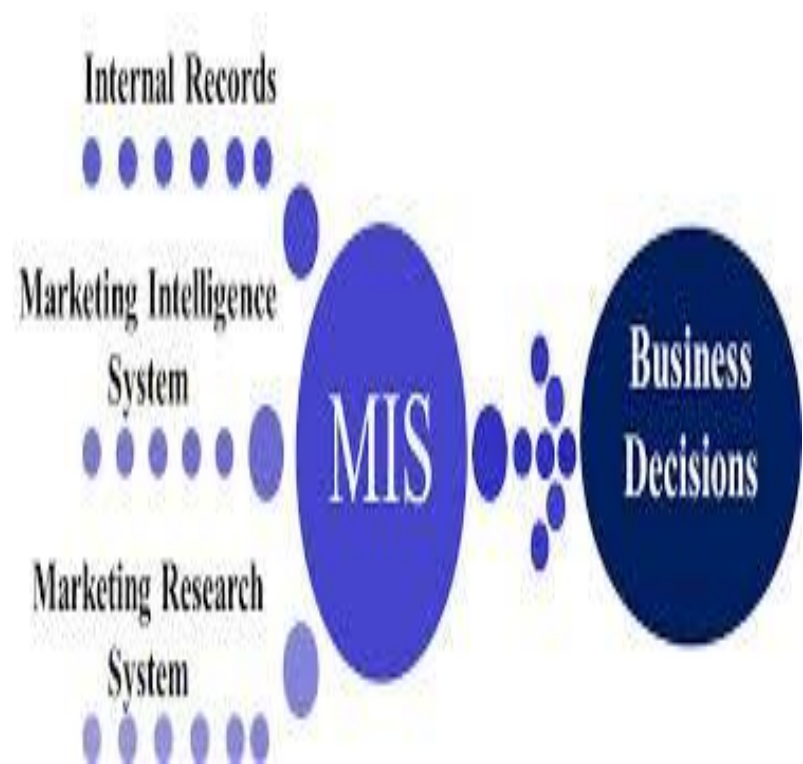 Internal Records
Marketing Intelligence
System
Marketing Research
System
MIS
Business
Decisions